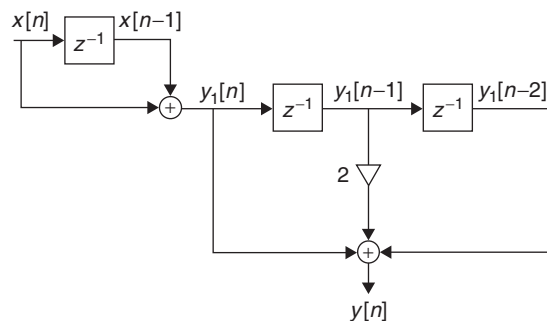 x[n] x[n−1]
z⁻¹
y₁[n] z⁻¹ y₁[n−1] z⁻¹ y₁[n−2]
2
y[n]